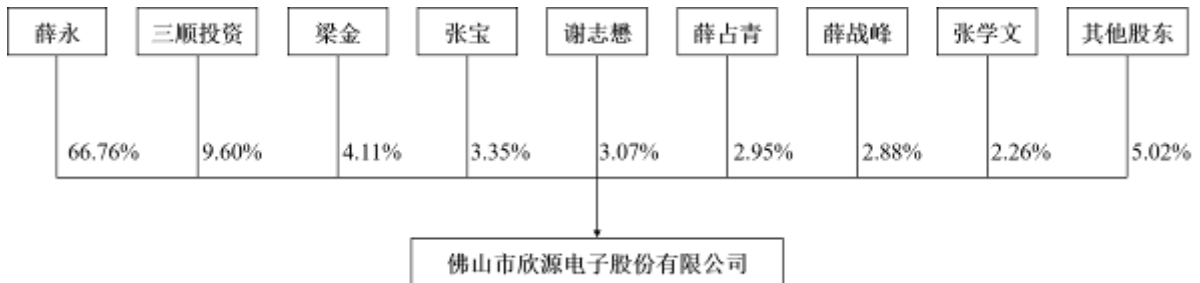 薛永 三顺投资 梁金 张宝 谢志懋 薛占青 薛战峰 张学文 其他股东
66.76% 9.60% 4.11% 3.35% 3.07% 2.95% 2.88% 2.26% 5.02%
佛山市欣源电子股份有限公司